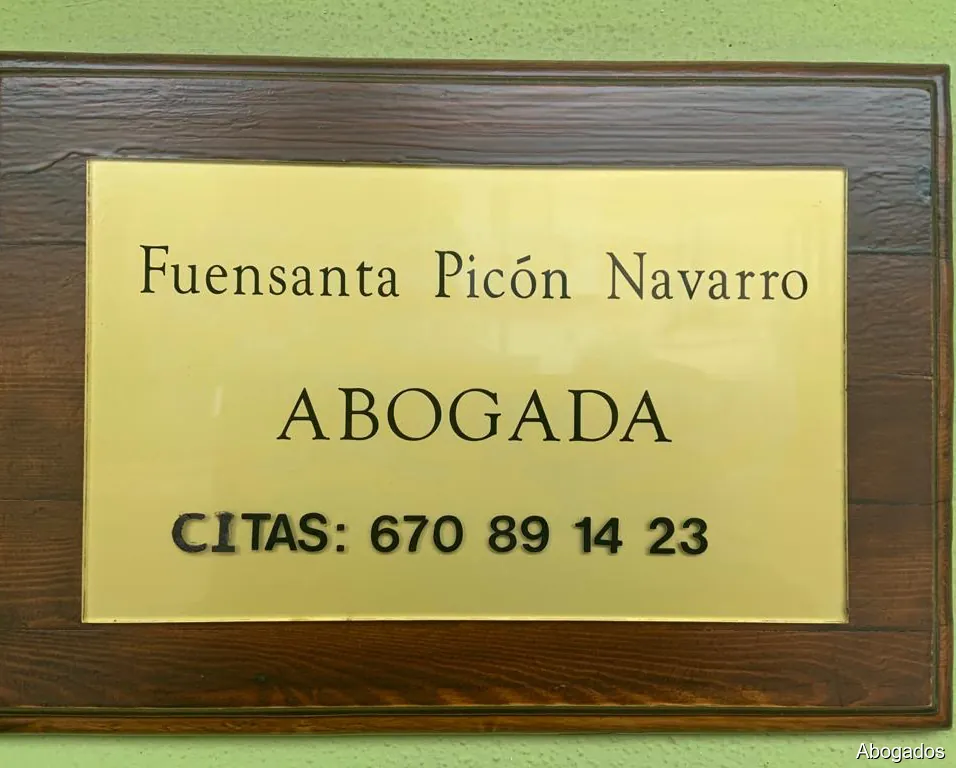 Fuensanta Picón Navarro
ABOGADA
CITAS: 670 89 14 23
Abogados